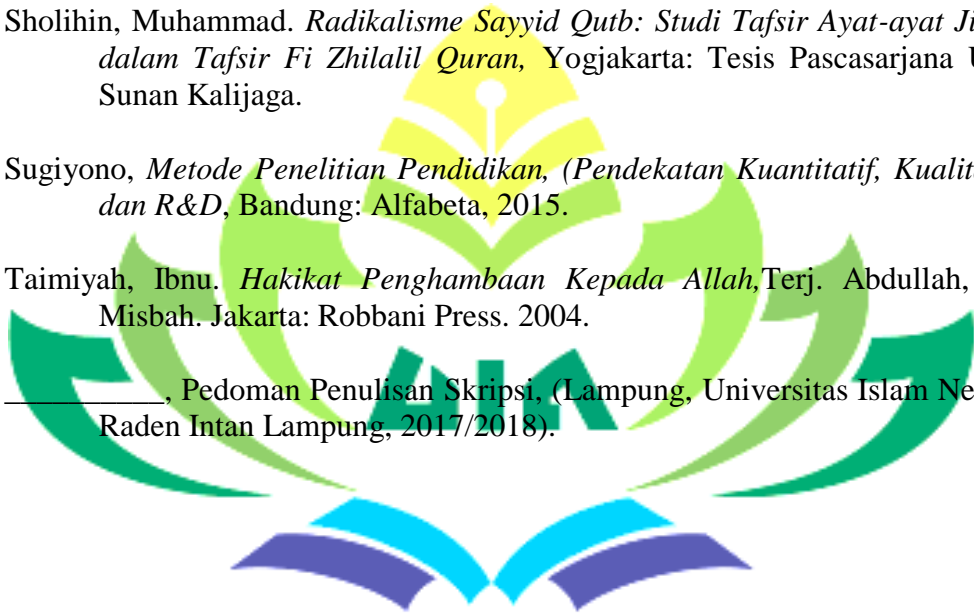 Sholihin, Muhammad. Radikalisme Sayyid Qutb: Studi Tafsir Ayat-ayat Ji
dalam Tafsir Fi Zhilalil Quran, Yogjakarta: Tesis Pascasarjana U
Sunan Kalijaga.
Sugiyono, Metode Penelitian Pendidikan, (Pendekatan Kuantitatif, Kualit
dan R&D, Bandung: Alfabeta, 2015.
Taimiyah, Ibnu. Hakikat Penghambaan Kepada Allah,Terj. Abdullah,
Misbah. Jakarta: Robbani Press. 2004.
__________, Pedoman Penulisan Skripsi, (Lampung, Universitas Islam Ne
Raden Intan Lampung, 2017/2018).
UIN